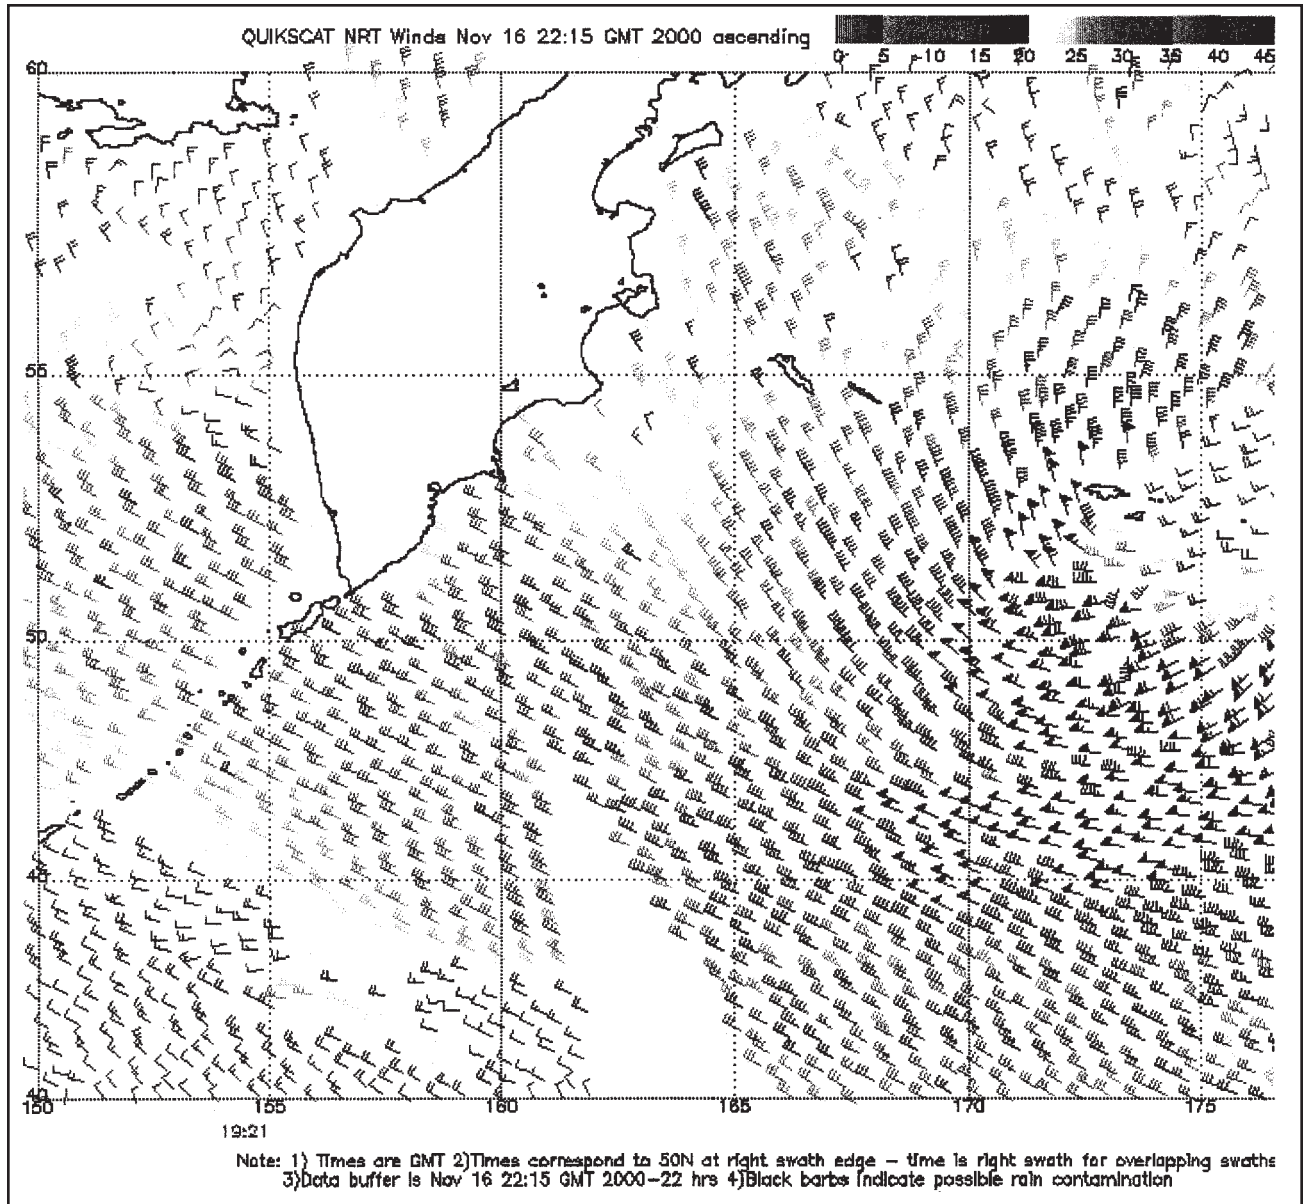 QUIKSCAT NRT Winds Nov 16 22:15 GMT 2000 ascending
0 5 10 15 20 25 30 35 40 45
60
55
50
45
40
150 155 160 165 170 175
19:21
Note: 1) Times are GMT 2)Times correspond to 50N at right swath edge – time is right swath for overlapping swaths
3)Data buffer is Nov 16 22:15 GMT 2000–22 hrs 4)Black barbs indicate possible rain contamination